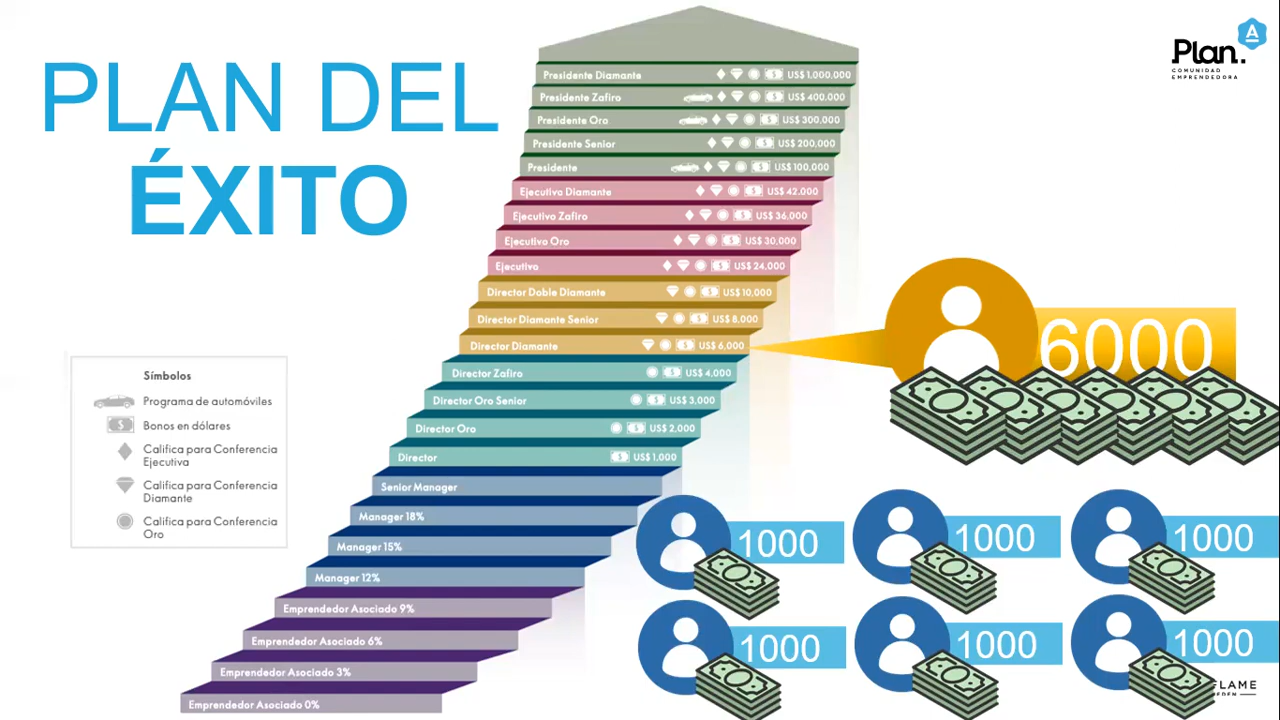 PLAN DEL
ÉXITO
Plan.
A
COMUNIDAD
EMPRENDEDORA
Presidente Diamante US$ 1.000.000
Presidente Zafiro US$ 400.000
Presidente Oro US$ 300,000
Presidente Senior US$ 200,000
Presidente US$ 100,000
Ejecutivo Diamante US$ 42.000
Ejecutivo Zafiro US$ 36,000
Ejecutivo Oro US$ 30,000
Ejecutivo US$ 24,000
Director Doble Diamante US$ 10,000
Director Diamante Senior US$ 8,000
Director Diamante US$ 6,000
Director Zafiro US$ 4,000
Director Oro Senior US$ 3,000
Director Oro US$ 2,000
Director US$ 1,000
Senior Manager
Manager 18%
Manager 15%
Manager 12%
Emprendedor Asociado 9%
Emprendedor Asociado 6%
Emprendedor Asociado 3%
Emprendedor Asociado 0%
Símbolos
Programa de automóviles
Bonos en dólares
Califica para Conferencia
Ejecutiva
Califica para Conferencia
Diamante
Califica para Conferencia
Oro
6000
1000
1000
1000
1000
1000
1000
FLAME